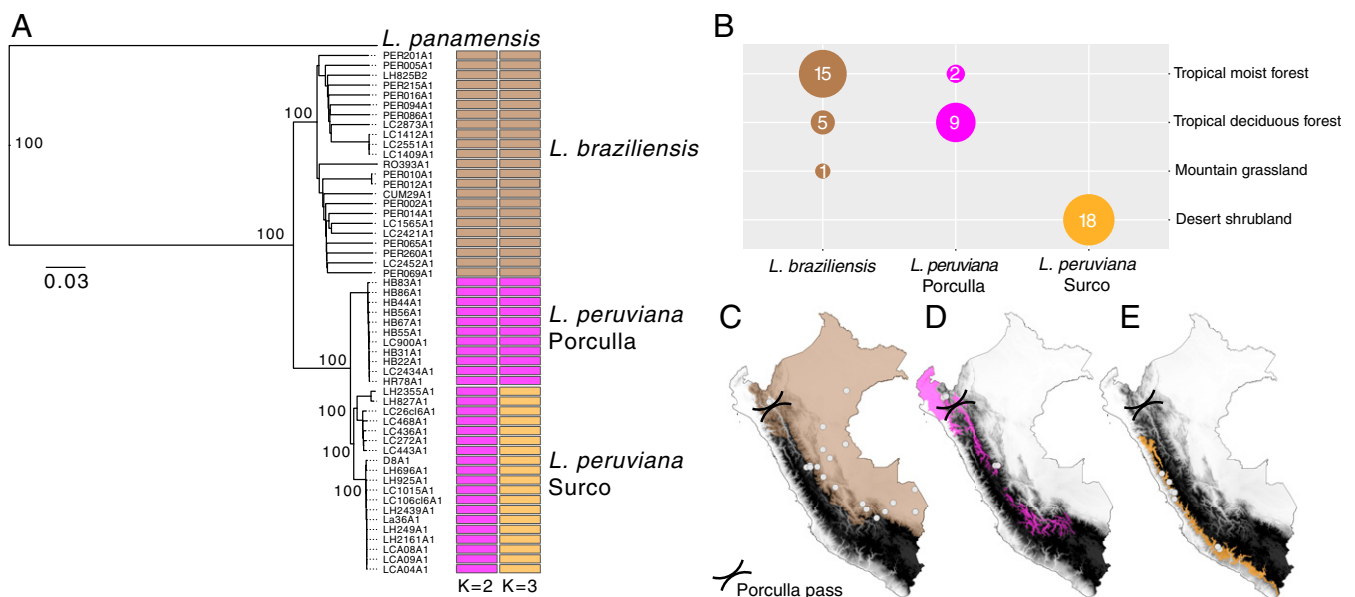 A
L. panamensis
PER201A1
PER005A1
LH825B2
PER215A1
PER016A1
PER094A1
PER086A1
LC2873A1
LC1412A1
LC2551A1
LC1409A1
RO393A1
PER010A1
PER012A1
CUM29A1
PER002A1
PER014A1
LC1565A1
LC2421A1
PER065A1
PER260A1
LC2452A1
PER069A1
HB83A1
HB86A1
HB44A1
HB56A1
HB67A1
HB55A1
LC900A1
HB31A1
HB22A1
LC2434A1
HR78A1
LH2355A1
LH827A1
LC26cl6A1
LC468A1
LC436A1
LC272A1
LC443A1
D8A1
LH696A1
LH925A1
LC1015A1
LC106cl6A1
LH2439A1
La36A1
LH249A1
LH2161A1
LCA08A1
LCA09A1
LCA04A1
100
100
100
100
100
100
100
0.03
L. braziliensis
L. peruviana
Porculla
L. peruviana
Surco
K=2 K=3
B
15
2
Tropical moist forest
5
9
Tropical deciduous forest
1
Mountain grassland
18
Desert shrubland
L. braziliensis
L. peruviana
Porculla
L. peruviana
Surco
C
D
E
Porculla pass